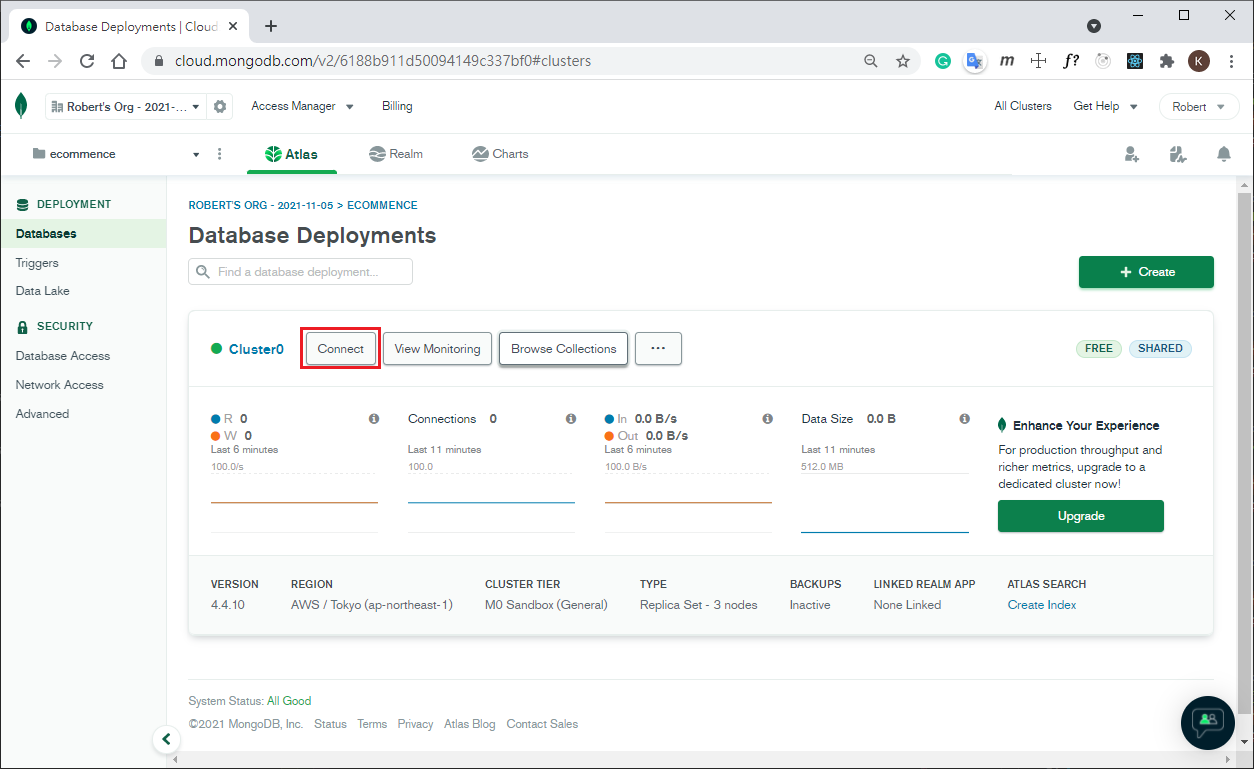 Database Deployments | Cloud
cloud.mongodb.com/v2/6188b911d50094149c337bf0#clusters
m
f?
K
Robert's Org - 2021-...
Access Manager
Billing
All Clusters
Get Help
Robert
ecommence
Atlas
Realm
Charts
DEPLOYMENT
Databases
Triggers
Data Lake
SECURITY
Database Access
Network Access
Advanced
ROBERT'S ORG - 2021-11-05 > ECOMMENCE
Database Deployments
Find a database deployment...
+ Create
Cluster0
Connect
View Monitoring
Browse Collections
...
FREE
SHARED
R 0
W 0
Last 6 minutes
100.0/s
Connections 0
Last 11 minutes
100.0
In 0.0 B/s
Out 0.0 B/s
Last 6 minutes
100.0 B/s
Data Size 0.0 B
Last 11 minutes
512.0 MB
Enhance Your Experience
For production throughput and
richer metrics, upgrade to a
dedicated cluster now!
Upgrade
VERSION
4.4.10
REGION
AWS / Tokyo (ap-northeast-1)
CLUSTER TIER
M0 Sandbox (General)
TYPE
Replica Set - 3 nodes
BACKUPS
Inactive
LINKED REALM APP
None Linked
ATLAS SEARCH
Create Index
System Status: All Good
©2021 MongoDB, Inc. Status Terms Privacy Atlas Blog Contact Sales